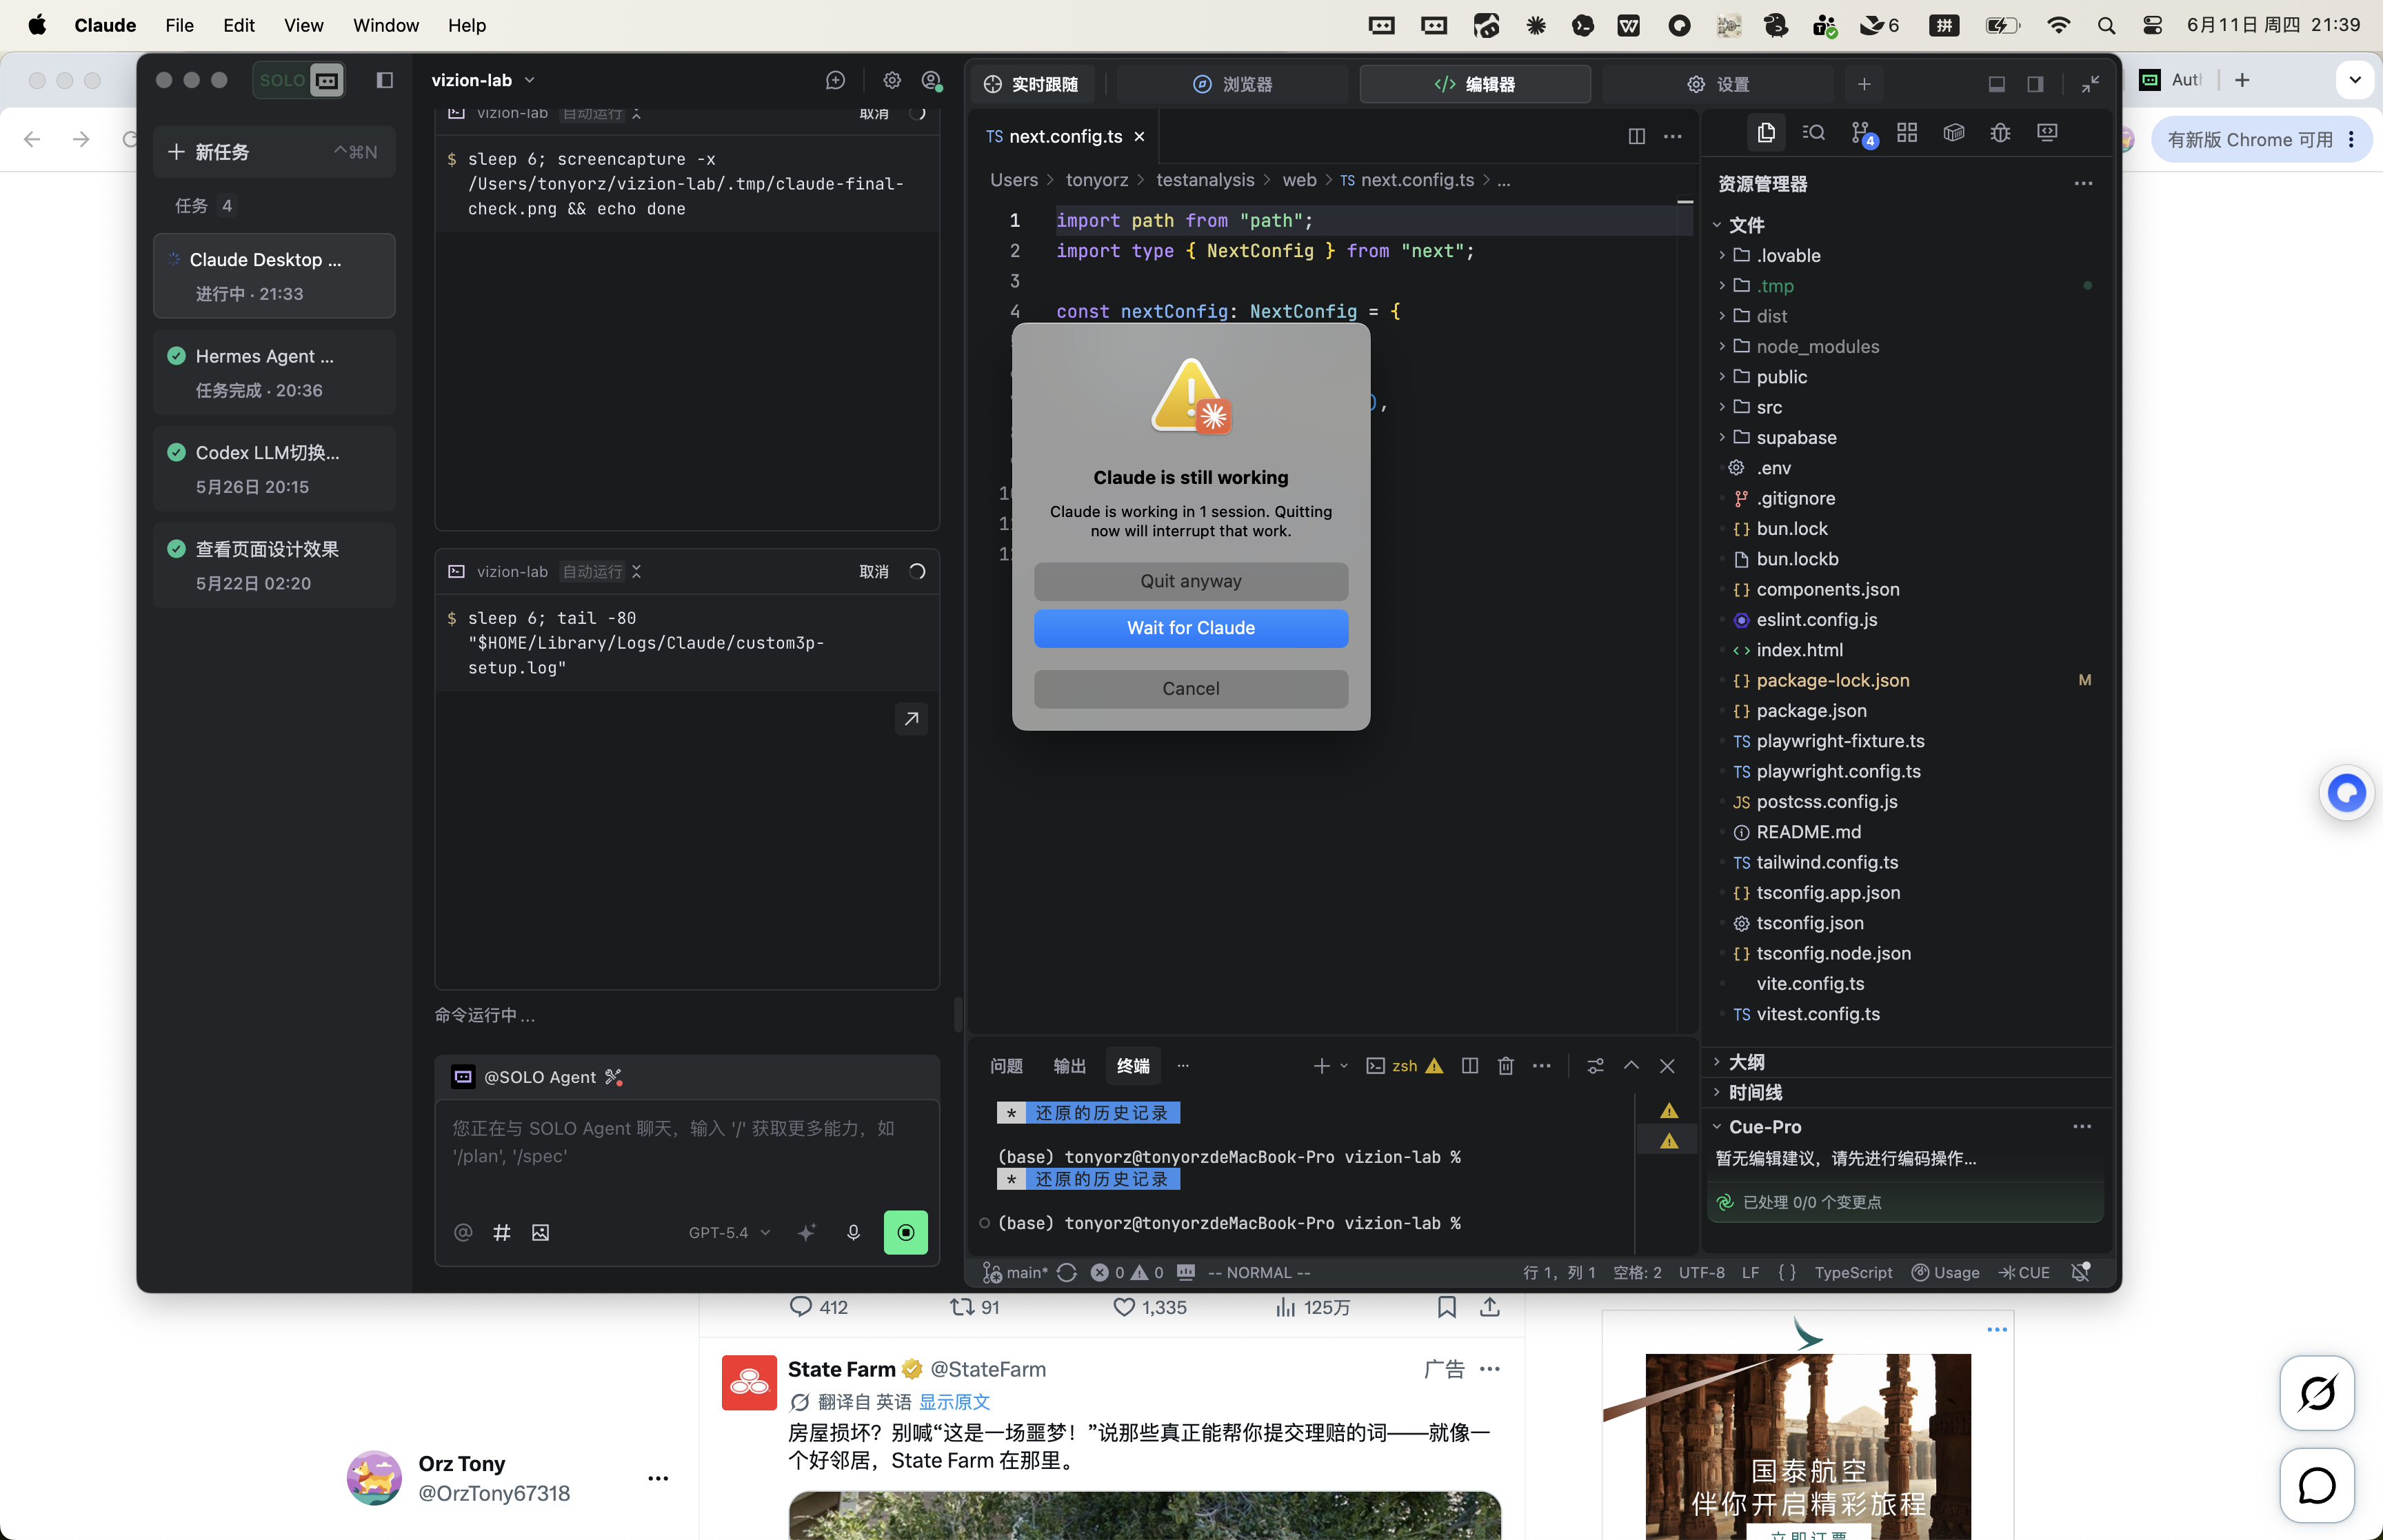 Claude File Edit View Window Help
6
拼
6月11日 周四 21:39
SOLO
vizion-lab
实时跟随
浏览器
编辑器
设置
Aut
有新版 Chrome 可用
新任务 ^⌘N
任务 4
Claude Desktop ...
进行中 · 21:33
Hermes Agent ...
任务完成 · 20:36
Codex LLM切换...
5月26日 20:15
查看页面设计效果
5月22日 02:20
vizion-lab 自动运行 取消
$ sleep 6; screencapture -x
/Users/tonyorz/vizion-lab/.tmp/claude-final-
check.png && echo done
vizion-lab 自动运行 取消
$ sleep 6; tail -80
"$HOME/Library/Logs/Claude/custom3p-
setup.log"
命令运行中 ...
@SOLO Agent
您正在与 SOLO Agent 聊天，输入 '/' 获取更多能力，如
'/plan', '/spec'
GPT-5.4
TS next.config.ts
Users > tonyorz > testanalysis > web > TS next.config.ts > ...
1 import path from "path";
2 import type { NextConfig } from "next";
3
4 const nextConfig: NextConfig = {
),
Claude is still working
Claude is working in 1 session. Quitting
now will interrupt that work.
Quit anyway
Wait for Claude
Cancel
4
资源管理器
文件
.lovable
.tmp
dist
node_modules
public
src
supabase
.env
.gitignore
{} bun.lock
bun.lockb
{} components.json
eslint.config.js
<> index.html
{} package-lock.json M
{} package.json
TS playwright-fixture.ts
TS playwright.config.ts
JS postcss.config.js
README.md
TS tailwind.config.ts
{} tsconfig.app.json
tsconfig.json
{} tsconfig.node.json
vite.config.ts
TS vitest.config.ts
大纲
时间线
Cue-Pro
暂无编辑建议，请先进行编码操作...
已处理 0/0 个变更点
问题 输出 终端 ...
zsh
* 还原的历史记录
(base) tonyorz@tonyorzdeMacBook-Pro vizion-lab %
* 还原的历史记录
(base) tonyorz@tonyorzdeMacBook-Pro vizion-lab %
main* 0 0 -- NORMAL --
行 1，列 1 空格: 2 UTF-8 LF { } TypeScript Usage CUE
412 91 1,335 125万
State Farm @StateFarm 广告
翻译自 英语 显示原文
房屋损坏？别喊“这是一场噩梦！”说那些真正能帮你提交理赔的词——就像一
个好邻居，State Farm 在那里。
Orz Tony
@OrzTony67318
国泰航空
伴你开启精彩旅程
立即订票